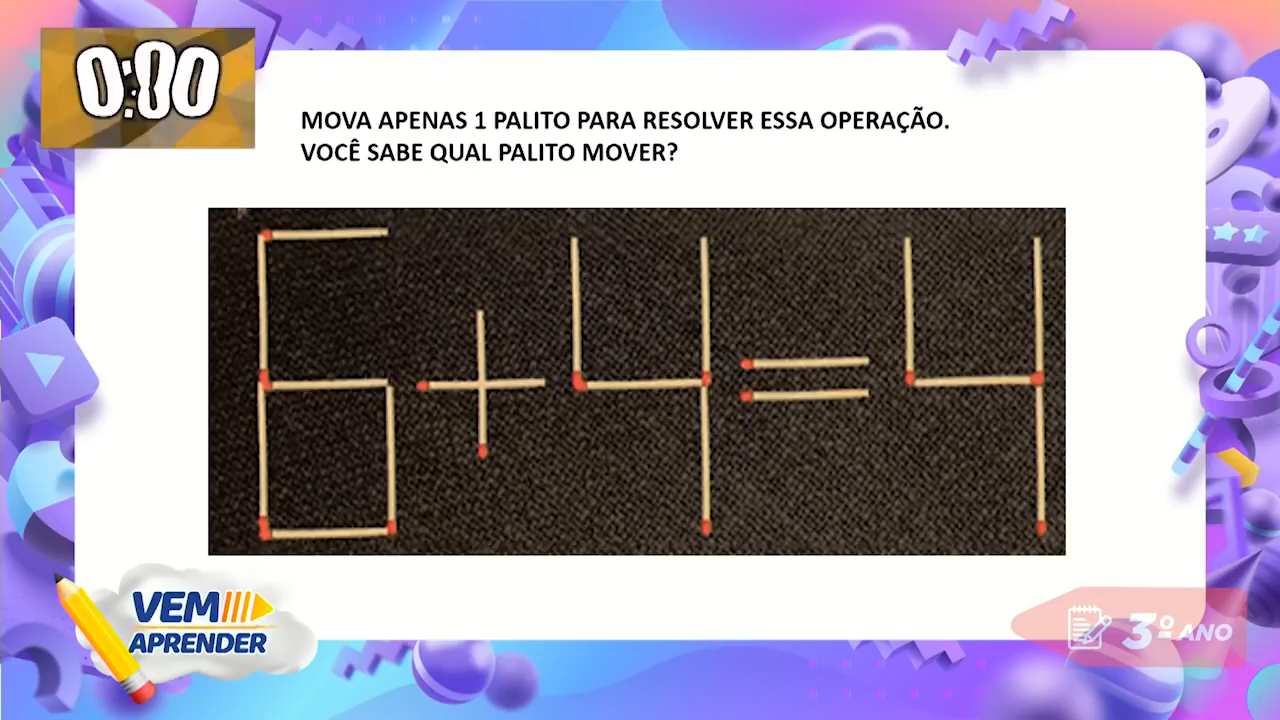 0:00
MOVA APENAS 1 PALITO PARA RESOLVER ESSA OPERAÇÃO.
VOCÊ SABE QUAL PALITO MOVER?
6+4=4
VEM
APRENDER
3º ANO